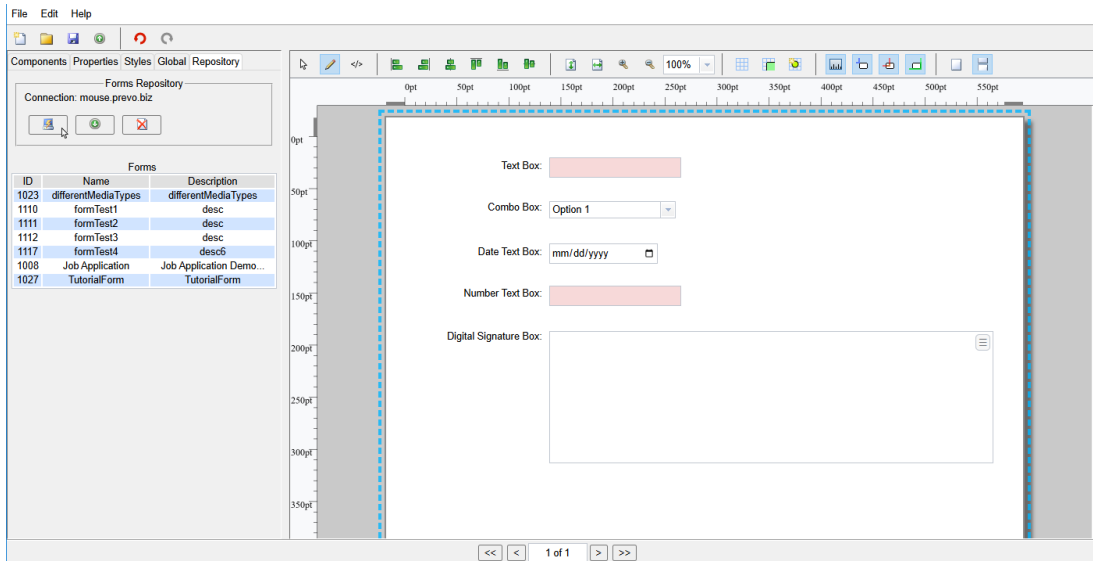 File Edit Help
Components Properties Styles Global Repository
Forms Repository
Connection: mouse.prevo.biz
Forms
ID Name Description
1023 differentMediaTypes differentMediaTypes
1110 formTest1 desc
1111 formTest2 desc
1112 formTest3 desc
1117 formTest4 desc6
1008 Job Application Job Application Demo...
1027 TutorialForm TutorialForm
</> 100%
0pt 50pt 100pt 150pt 200pt 250pt 300pt 350pt 400pt 450pt 500pt 550pt
0pt
50pt
100pt
150pt
200pt
250pt
300pt
350pt
Text Box:
Combo Box: Option 1
Date Text Box: mm/dd/yyyy
Number Text Box:
Digital Signature Box:
<< < 1 of 1 > >>